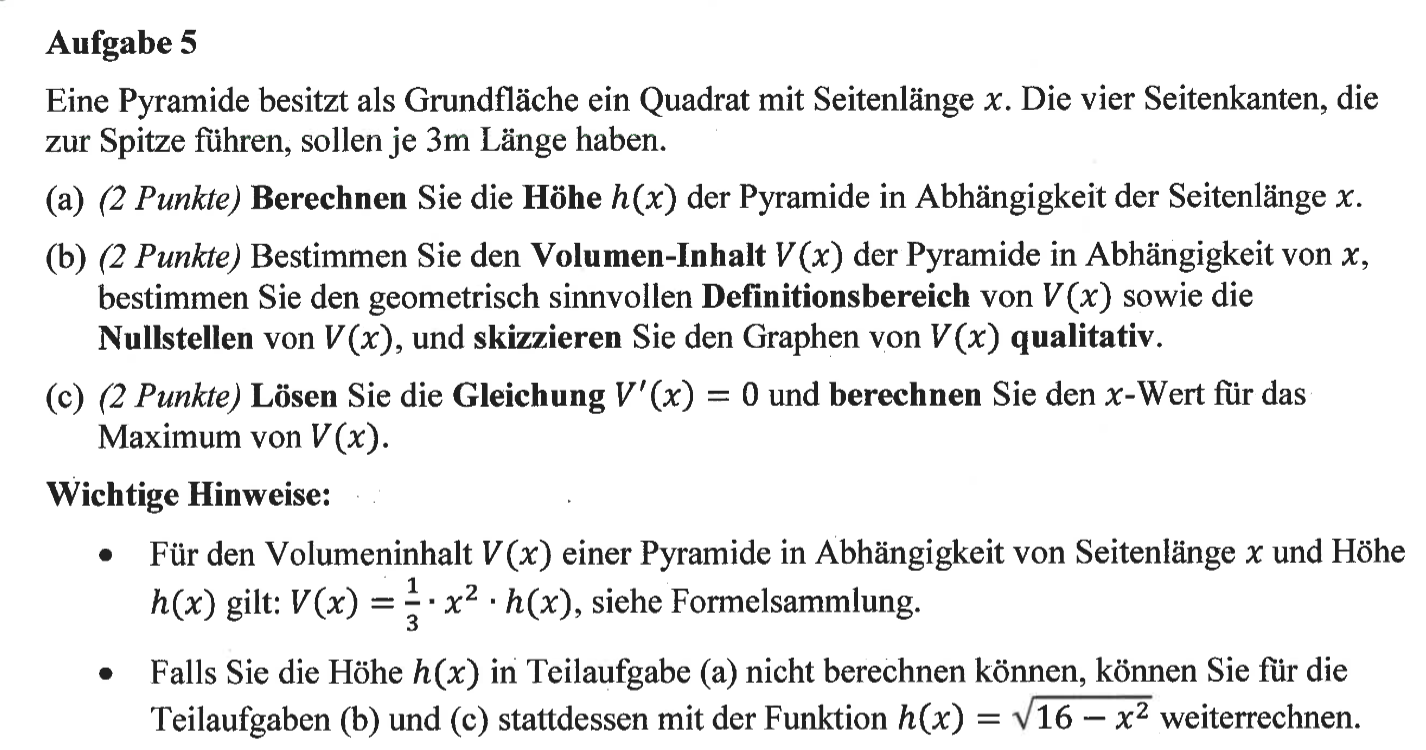 Aufgabe 5
Eine Pyramide besitzt als Grundfläche ein Quadrat mit Seitenlänge x. Die vier Seitenkanten, die
zur Spitze führen, sollen je 3m Länge haben.
(a) (2 Punkte) Berechnen Sie die Höhe h(x) der Pyramide in Abhängigkeit der Seitenlänge x.
(b) (2 Punkte) Bestimmen Sie den Volumen-Inhalt V(x) der Pyramide in Abhängigkeit von x,
bestimmen Sie den geometrisch sinnvollen Definitionsbereich von V(x) sowie die
Nullstellen von V(x), und skizzieren Sie den Graphen von V(x) qualitativ.
(c) (2 Punkte) Lösen Sie die Gleichung V′(x) = 0 und berechnen Sie den x-Wert für das
Maximum von V(x).
Wichtige Hinweise:
• Für den Volumeninhalt V(x) einer Pyramide in Abhängigkeit von Seitenlänge x und Höhe
h(x) gilt: V(x) = 1/3 · x² · h(x), siehe Formelsammlung.
• Falls Sie die Höhe h(x) in Teilaufgabe (a) nicht berechnen können, können Sie für die
Teilaufgaben (b) und (c) stattdessen mit der Funktion h(x) = √(16 − x²) weiterrechnen.